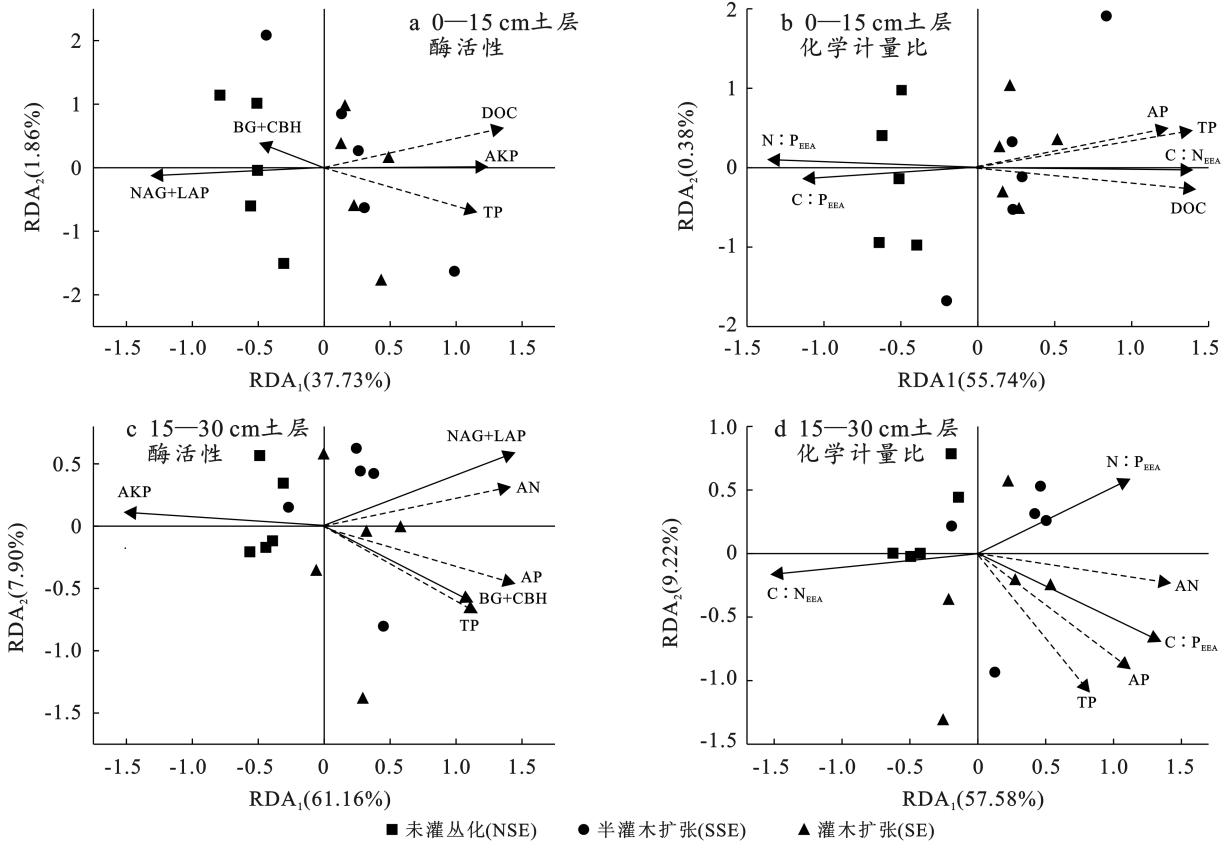 a 0—15 cm土层
酶活性
2
1
0
-1
-2
RDA₂(1.86%)
DOC
BG+CBH
AKP
NAG+LAP
TP
-1.5 -1.0 -0.5 0 0.5 1.0 1.5
RDA₁(37.73%)
b 0—15 cm土层
化学计量比
2
1
0
-1
-2
RDA₂(0.38%)
AP
TP
N∶P_EEA
C∶N_EEA
C∶P_EEA
DOC
-1.5 -1.0 -0.5 0 0.5 1.0 1.5
RDA1(55.74%)
c 15—30 cm土层
酶活性
0.5
0
-0.5
-1.0
-1.5
RDA₂(7.90%)
NAG+LAP
AKP
AN
AP
BG+CBH
TP
-1.5 -1.0 -0.5 0 0.5 1.0 1.5
RDA₁(61.16%)
d 15—30 cm土层
化学计量比
1.0
0.5
0
-0.5
-1.0
-1.5
RDA₂(9.22%)
N∶P_EEA
AN
C∶N_EEA
C∶P_EEA
AP
TP
-1.5 -1.0 -0.5 0 0.5 1.0 1.5
RDA₁(57.58%)
未灌丛化(NSE) 半灌木扩张(SSE) 灌木扩张(SE)